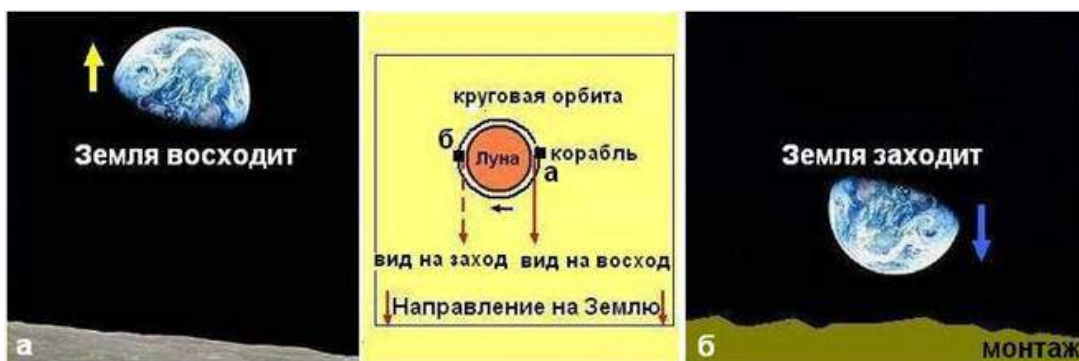 Земля восходит
а
круговая орбита
б
Луна
корабль
а
вид на заход
вид на восход
Направление на Землю
Земля заходит
б
монтаж